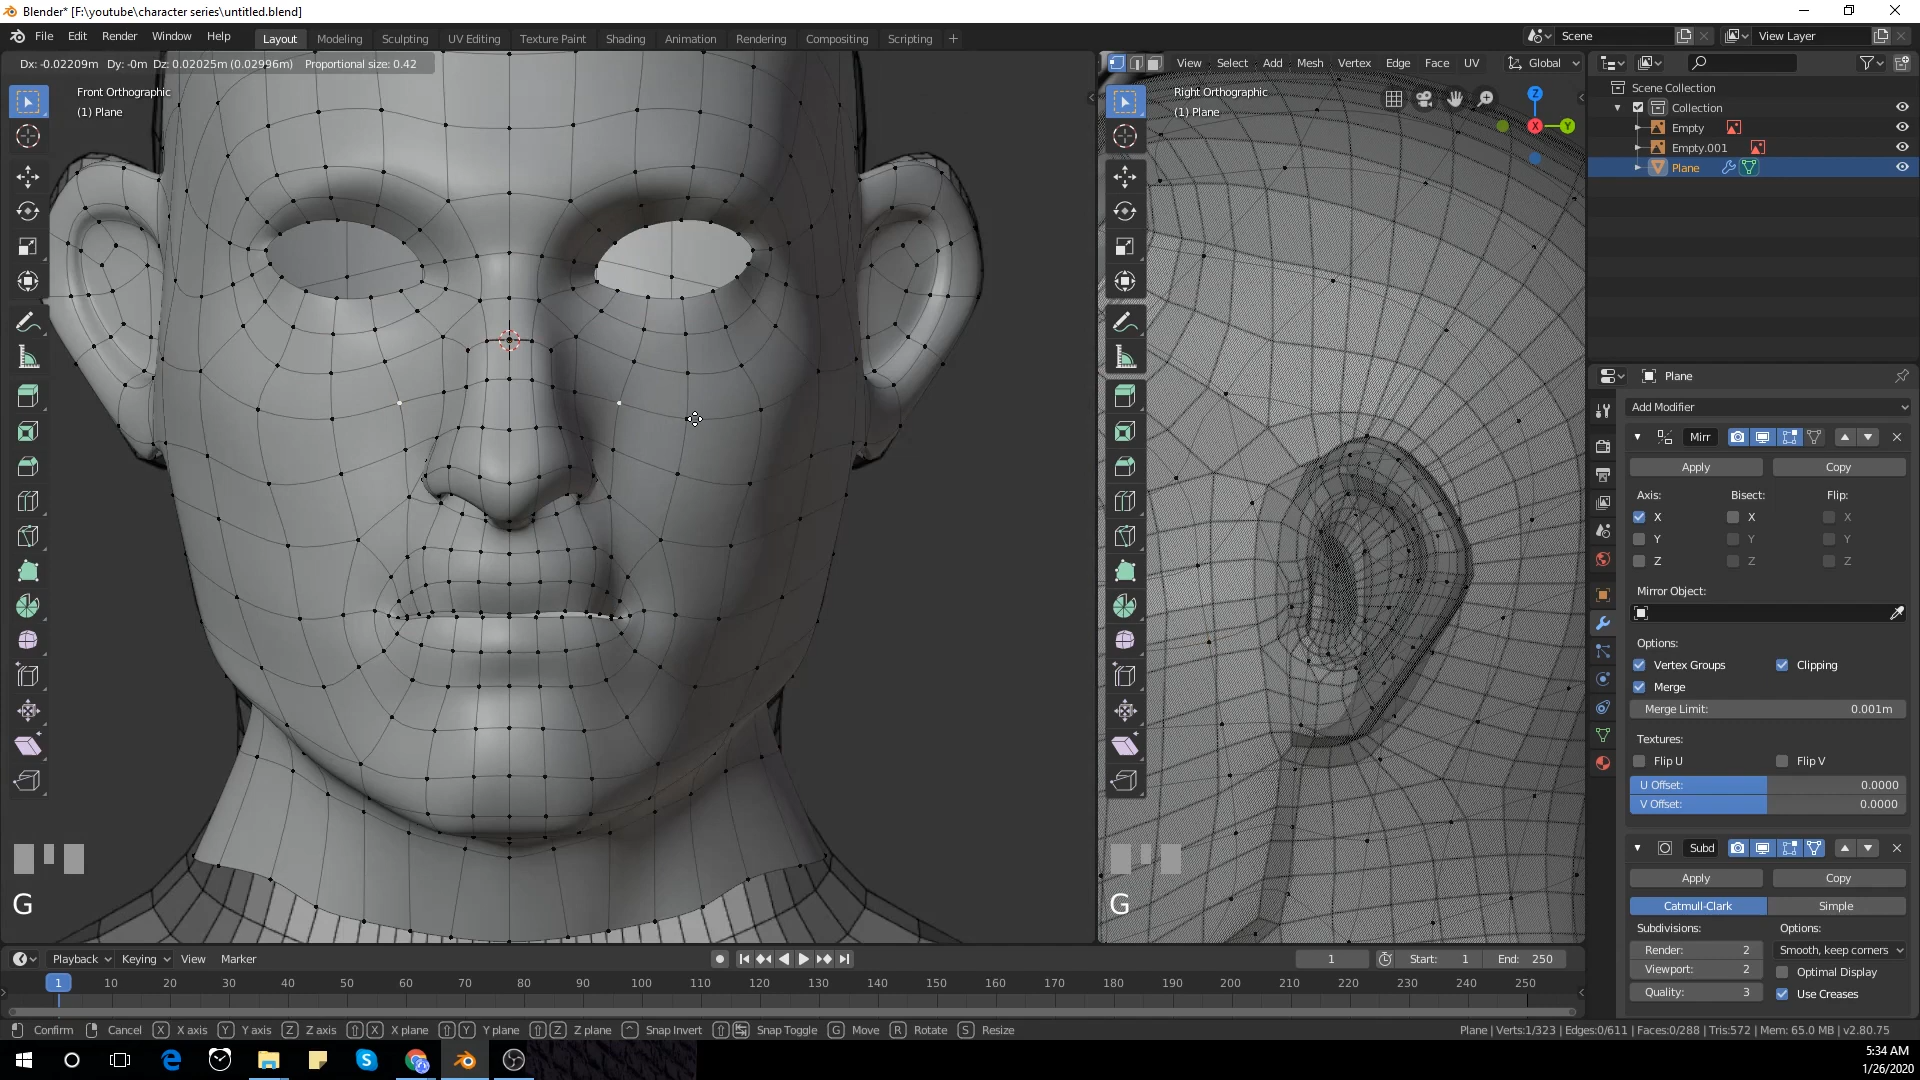 Blender* [F:\youtube\character series\untitled.blend]
File Edit Render Window Help Layout Modeling Sculpting UV Editing Texture Paint Shading Animation Rendering Compositing Scripting + Scene View Layer
Dx: -0.02209m Dy: -0m Dz: 0.02025m (0.02996m) Proportional size: 0.42
View Select Add Mesh Vertex Edge Face UV Global
Front Orthographic
(1) Plane
Right Orthographic
(1) Plane
Z
X
Y
Scene Collection
Collection
Empty
Empty.001
Plane
Plane
Add Modifier
Mirr
Apply Copy
Axis: Bisect: Flip:
X X X
Y Y Y
Z Z Z
Mirror Object:
Options:
Vertex Groups Clipping
Merge
Merge Limit: 0.001m
Textures:
Flip U Flip V
U Offset: 0.0000
V Offset: 0.0000
Subd
Apply Copy
Catmull-Clark Simple
Subdivisions: Options:
Render: 2 Smooth, keep corners
Viewport: 2 Optimal Display
Quality: 3 Use Creases
G
G
Playback Keying View Marker 1 Start: 1 End: 250
1 10 20 30 40 50 60 70 80 90 100 110 120 130 140 150 160 170 180 190 200 210 220 230 240 250
Confirm Cancel X X axis Y Y axis Z Z axis X X plane Y Y plane Z Z plane Snap Invert Snap Toggle G Move R Rotate S Resize Plane | Verts:1/323 | Edges:0/611 | Faces:0/288 | Tris:572 | Mem: 65.0 MB | v2.80.75
5:34 AM
1/26/2020